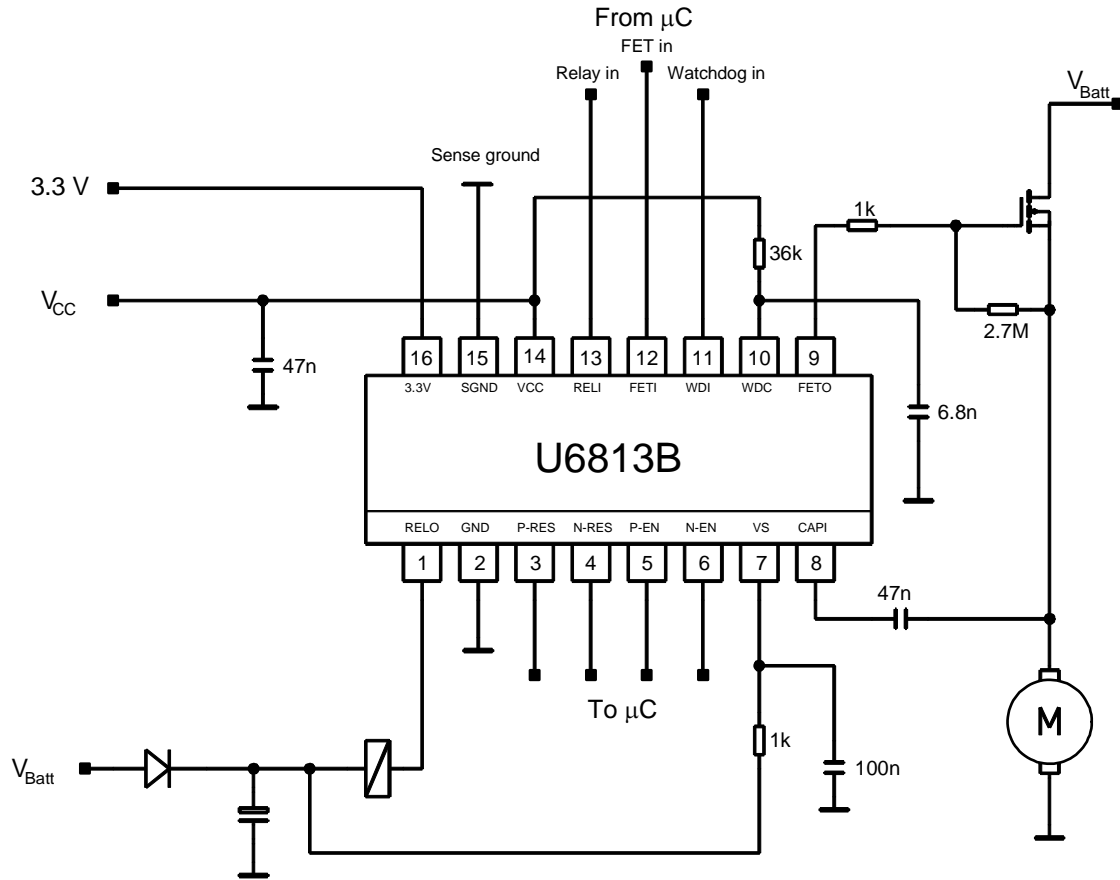 From μC
FET in
Relay in
Watchdog in
VBatt
Sense ground
3.3 V
1k
36k
VCC
2.7M
47n
16 15 14 13 12 11 10 9
3.3V SGND VCC RELI FETI WDI WDC FETO
6.8n
U6813B
RELO GND P-RES N-RES P-EN N-EN VS CAPI
1 2 3 4 5 6 7 8
47n
To μC
M
1k
VBatt
100n